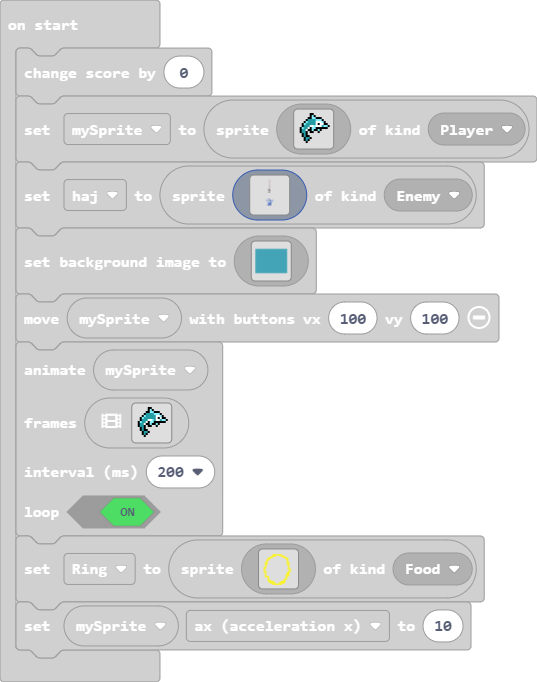 on start
change score by 0
set mySprite to sprite of kind Player
set haj to sprite of kind Enemy
set background image to
move mySprite with buttons vx 100 vy 100
animate mySprite
frames
interval (ms) 200
loop ON
set Ring to sprite of kind Food
set mySprite ax (acceleration x) to 10